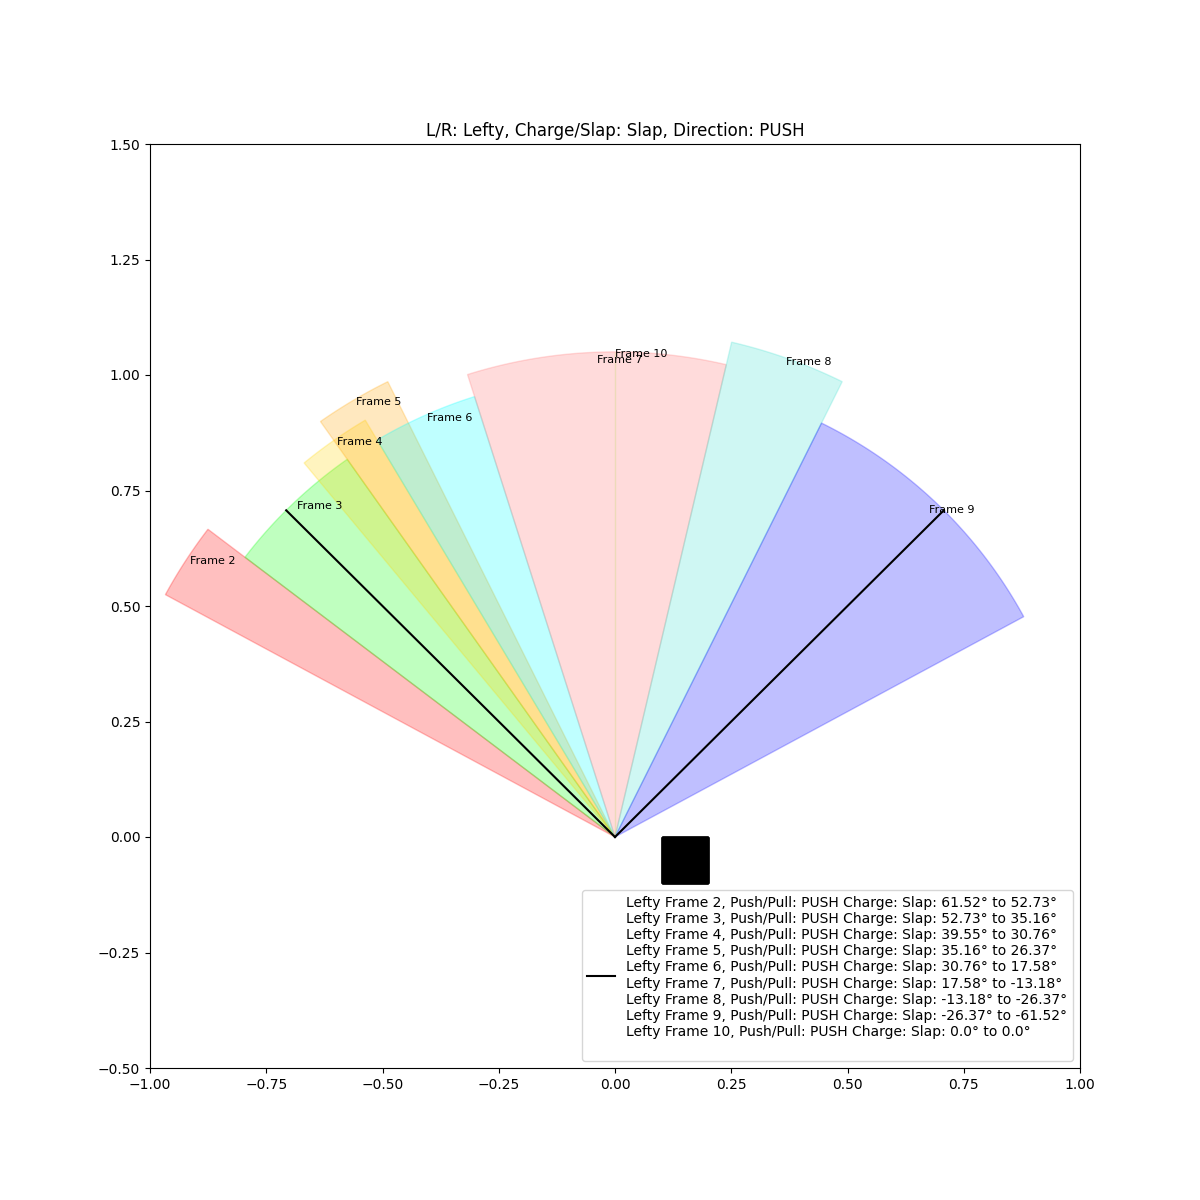 L/R: Lefty, Charge/Slap: Slap, Direction: PUSH
1.50
1.25
1.00
0.75
0.50
0.25
0.00
−0.25
−0.50
Frame 10
Frame 7
Frame 8
Frame 5
Frame 6
Frame 4
Frame 3
Frame 9
Frame 2
Lefty Frame 2, Push/Pull: PUSH Charge: Slap: 61.52° to 52.73°
Lefty Frame 3, Push/Pull: PUSH Charge: Slap: 52.73° to 35.16°
Lefty Frame 4, Push/Pull: PUSH Charge: Slap: 39.55° to 30.76°
Lefty Frame 5, Push/Pull: PUSH Charge: Slap: 35.16° to 26.37°
Lefty Frame 6, Push/Pull: PUSH Charge: Slap: 30.76° to 17.58°
Lefty Frame 7, Push/Pull: PUSH Charge: Slap: 17.58° to -13.18°
Lefty Frame 8, Push/Pull: PUSH Charge: Slap: -13.18° to -26.37°
Lefty Frame 9, Push/Pull: PUSH Charge: Slap: -26.37° to -61.52°
Lefty Frame 10, Push/Pull: PUSH Charge: Slap: 0.0° to 0.0°
−1.00 −0.75 −0.50 −0.25 0.00 0.25 0.50 0.75 1.00